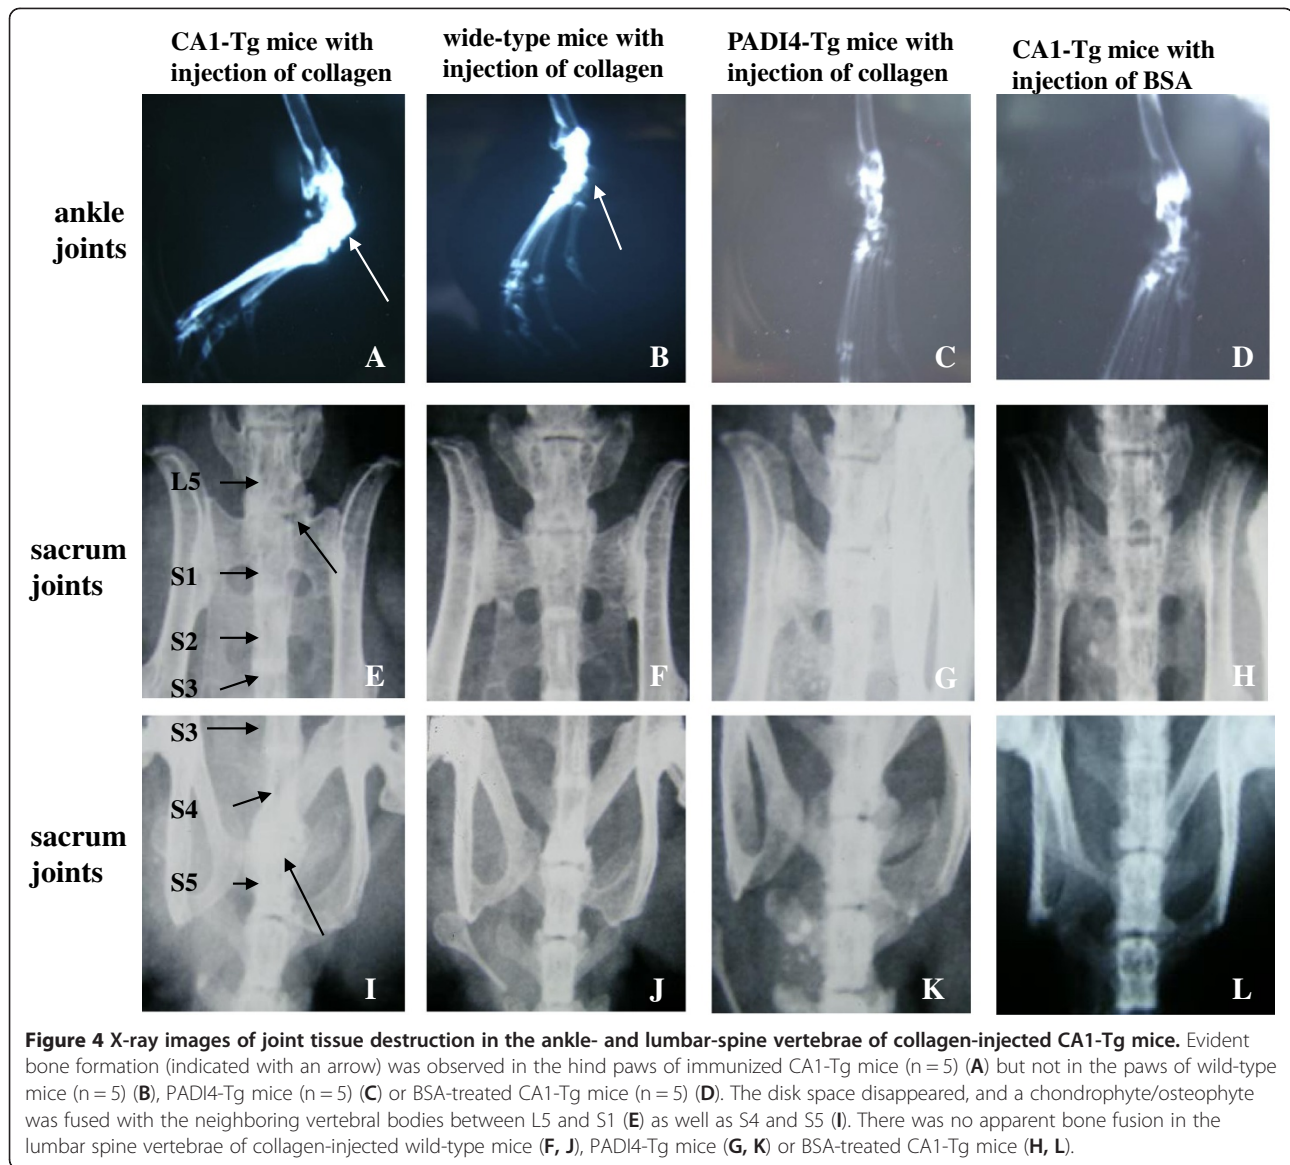 CA1-Tg mice with
injection of collagen
wide-type mice with
injection of collagen
PADI4-Tg mice with
injection of collagen
CA1-Tg mice with
injection of BSA
ankle
joints
A
B
C
D
sacrum
joints
L5
S1
S2
S3
E
F
G
H
sacrum
joints
S3
S4
S5
I
J
K
L
Figure 4 X-ray images of joint tissue destruction in the ankle- and lumbar-spine vertebrae of collagen-injected CA1-Tg mice. Evident
bone formation (indicated with an arrow) was observed in the hind paws of immunized CA1-Tg mice (n = 5) (A) but not in the paws of wild-type
mice (n = 5) (B), PADI4-Tg mice (n = 5) (C) or BSA-treated CA1-Tg mice (n = 5) (D). The disk space disappeared, and a chondrophyte/osteophyte
was fused with the neighboring vertebral bodies between L5 and S1 (E) as well as S4 and S5 (I). There was no apparent bone fusion in the
lumbar spine vertebrae of collagen-injected wild-type mice (F, J), PADI4-Tg mice (G, K) or BSA-treated CA1-Tg mice (H, L).